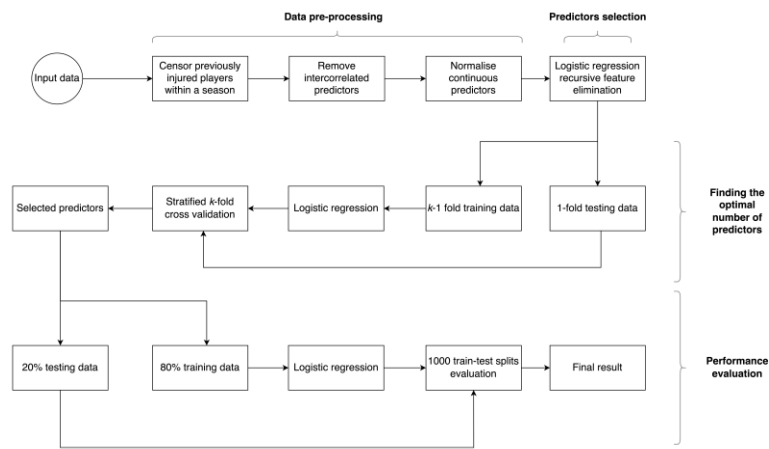 Data pre-processing
Predictors selection
Input data
Censor previously
injured players
within a season
Remove
intercorrelated
predictors
Normalise
continuous
predictors
Logistic regression
recursive feature
elimination
Selected predictors
Stratified k-fold
cross validation
Logistic regression
k-1 fold training data
1-fold testing data
Finding the
optimal
number of
predictors
20% testing data
80% training data
Logistic regression
1000 train-test splits
evaluation
Final result
Performance
evaluation